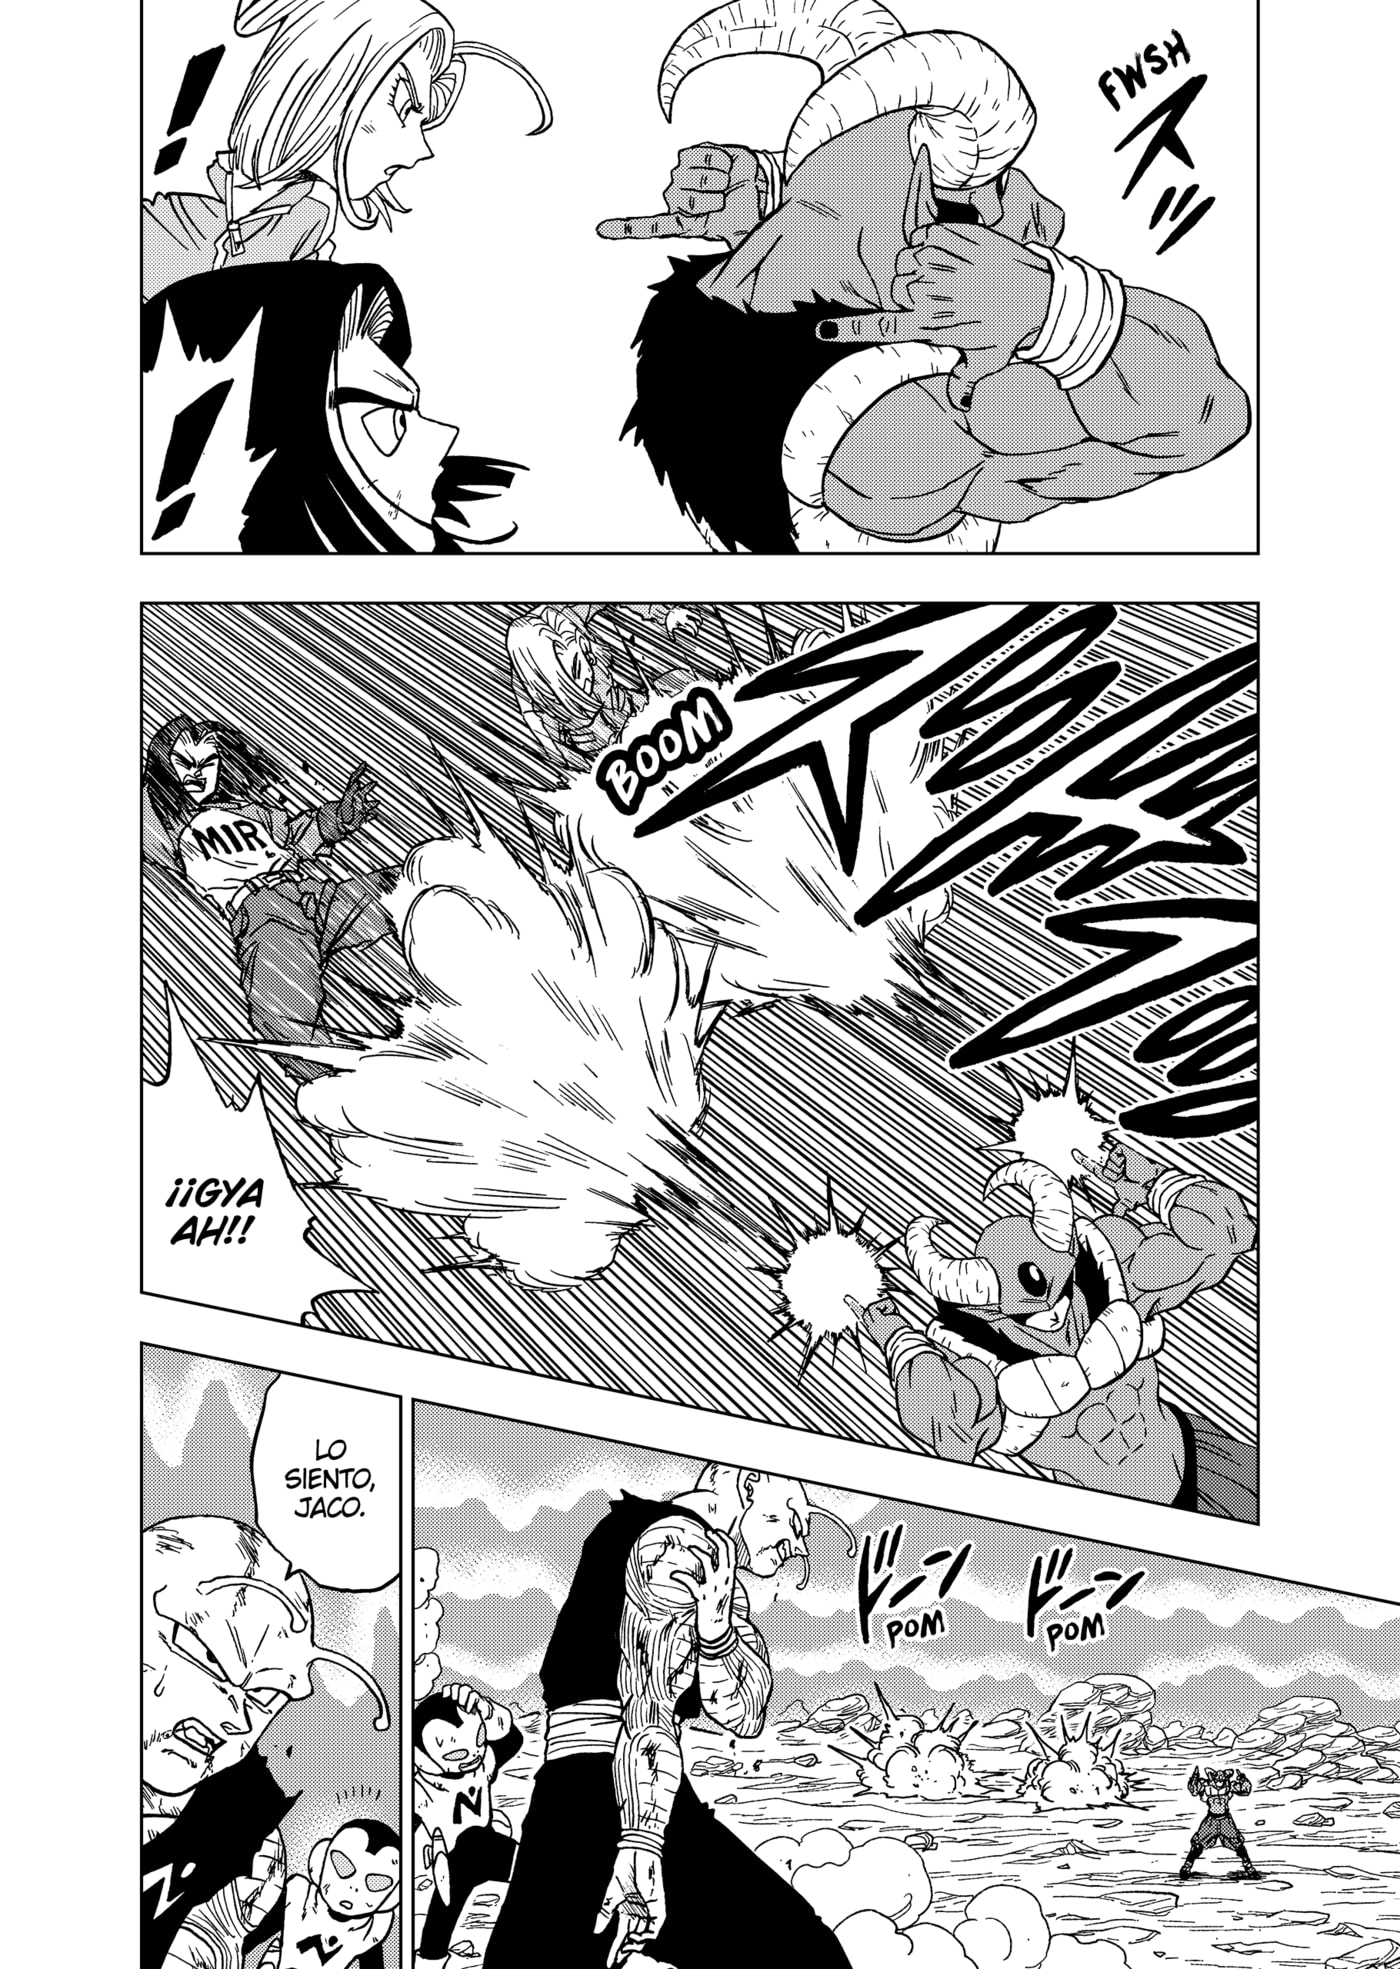 FWSH
スッ
BOOM
MIR
¡¡GYA
AH!!
LO
SIENTO,
JACO.
ドーン
POM
ドーン
POM